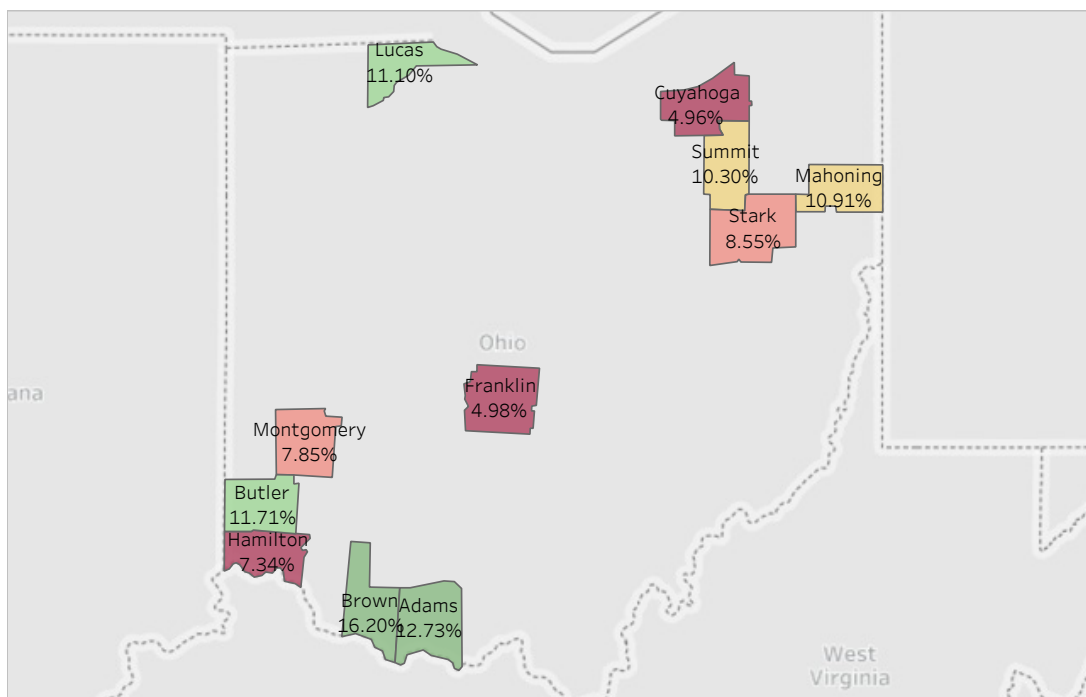 Lucas
11.10%
Cuyahoga
4.96%
Summit
10.30%
Mahoning
10.91%
Stark
8.55%
Ohio
ana
Franklin
4.98%
Montgomery
7.85%
Butler
11.71%
Hamilton
7.34%
Brown
16.20%
Adams
12.73%
West
Virginia